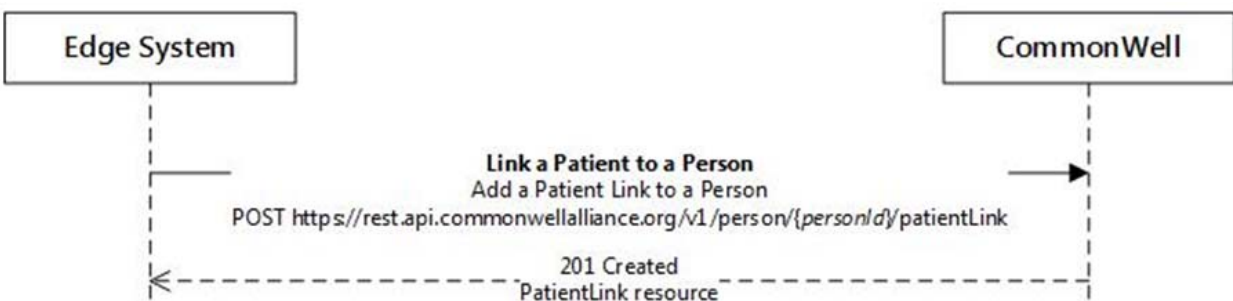 Edge System
CommonWell
Link a Patient to a Person
Add a Patient Link to a Person
POST https://rest.api.commonwellalliance.org/v1/person/{personId}/patientLink
201 Created
PatientLink resource